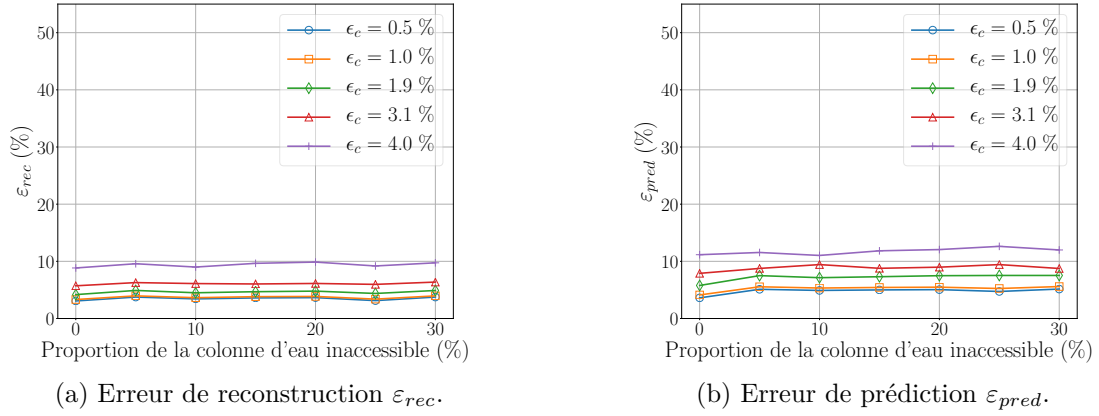 50
40
30
20
10
0
0
10
20
30
ε_rec (%)
Proportion de la colonne d'eau inaccessible (%)
ϵ_c = 0.5 %
ϵ_c = 1.0 %
ϵ_c = 1.9 %
ϵ_c = 3.1 %
ϵ_c = 4.0 %
(a) Erreur de reconstruction ε_rec.
50
40
30
20
10
0
0
10
20
30
ε_pred (%)
Proportion de la colonne d'eau inaccessible (%)
ϵ_c = 0.5 %
ϵ_c = 1.0 %
ϵ_c = 1.9 %
ϵ_c = 3.1 %
ϵ_c = 4.0 %
(b) Erreur de prédiction ε_pred.